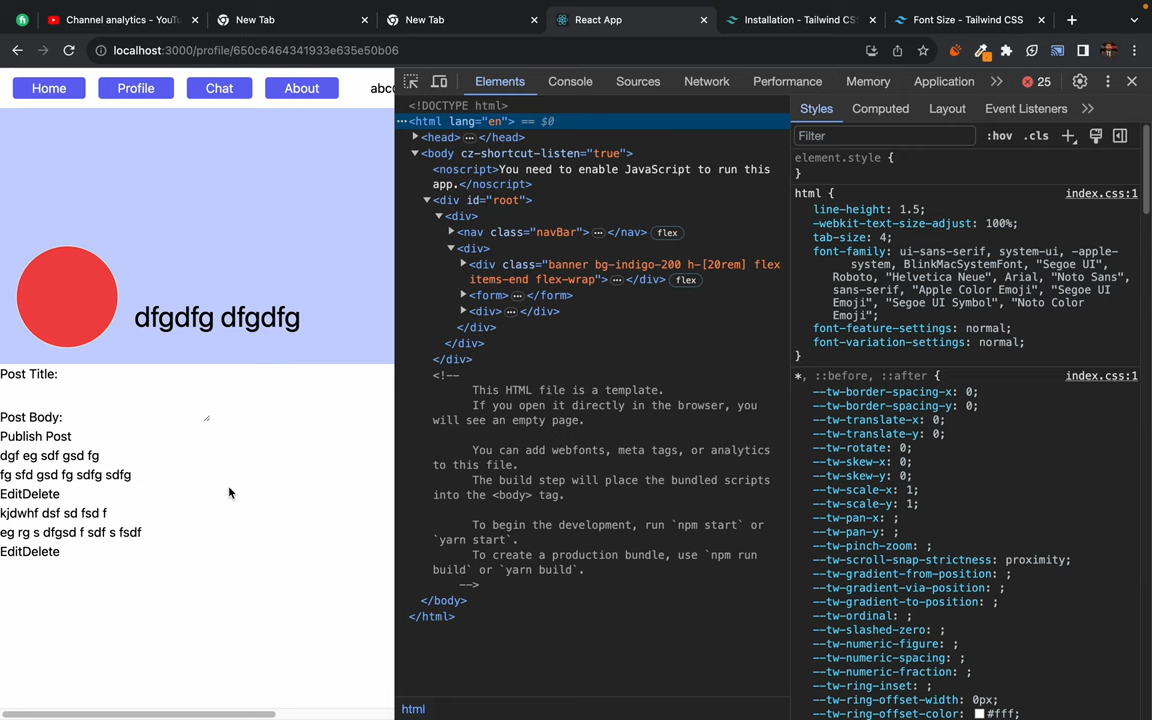 Channel analytics - YouTu
New Tab
New Tab
React App
Installation - Tailwind CSS
Font Size - Tailwind CSS
localhost:3000/profile/650c6464341933e635e50b06
Home
Profile
Chat
About
abcc
dfgdfg dfgdfg
Post Title:
Post Body:
Publish Post
dgf eg sdf gsd fg
fg sfd gsd fg sdfg sdfg
EditDelete
kjdwhf dsf sd fsd f
eg rg s dfgsd f sdf s fsdf
EditDelete
Elements
Console
Sources
Network
Performance
Memory
Application
25
<!DOCTYPE html>
<html lang="en"> == $0
<head> … </head>
<body cz-shortcut-listen="true">
<noscript>You need to enable JavaScript to run this
app.</noscript>
<div id="root">
<div>
<nav class="navBar"> … </nav> flex
<div>
<div class="banner bg-indigo-200 h-[20rem] flex
items-end flex-wrap"> … </div> flex
<form> … </form>
<div> … </div>
</div>
</div>
</div>
<!--
This HTML file is a template.
If you open it directly in the browser, you
will see an empty page.
You can add webfonts, meta tags, or analytics
to this file.
The build step will place the bundled scripts
into the <body> tag.
To begin the development, run `npm start` or
`yarn start`.
To create a production bundle, use `npm run
build` or `yarn build`.
-->
</body>
</html>
html
Styles
Computed
Layout
Event Listeners
Filter
:hov
.cls
element.style {
}
html {
index.css:1
line-height: 1.5;
-webkit-text-size-adjust: 100%;
tab-size: 4;
font-family: ui-sans-serif, system-ui, -apple-
system, BlinkMacSystemFont, "Segoe UI",
Roboto, "Helvetica Neue", Arial, "Noto Sans",
sans-serif, "Apple Color Emoji", "Segoe UI
Emoji", "Segoe UI Symbol", "Noto Color
Emoji";
font-feature-settings: normal;
font-variation-settings: normal;
}
*, ::before, ::after {
index.css:1
--tw-border-spacing-x: 0;
--tw-border-spacing-y: 0;
--tw-translate-x: 0;
--tw-translate-y: 0;
--tw-rotate: 0;
--tw-skew-x: 0;
--tw-skew-y: 0;
--tw-scale-x: 1;
--tw-scale-y: 1;
--tw-pan-x: ;
--tw-pan-y: ;
--tw-pinch-zoom: ;
--tw-scroll-snap-strictness: proximity;
--tw-gradient-from-position: ;
--tw-gradient-via-position: ;
--tw-gradient-to-position: ;
--tw-ordinal: ;
--tw-slashed-zero: ;
--tw-numeric-figure: ;
--tw-numeric-spacing: ;
--tw-numeric-fraction: ;
--tw-ring-inset: ;
--tw-ring-offset-width: 0px;
--tw-ring-offset-color: #fff;